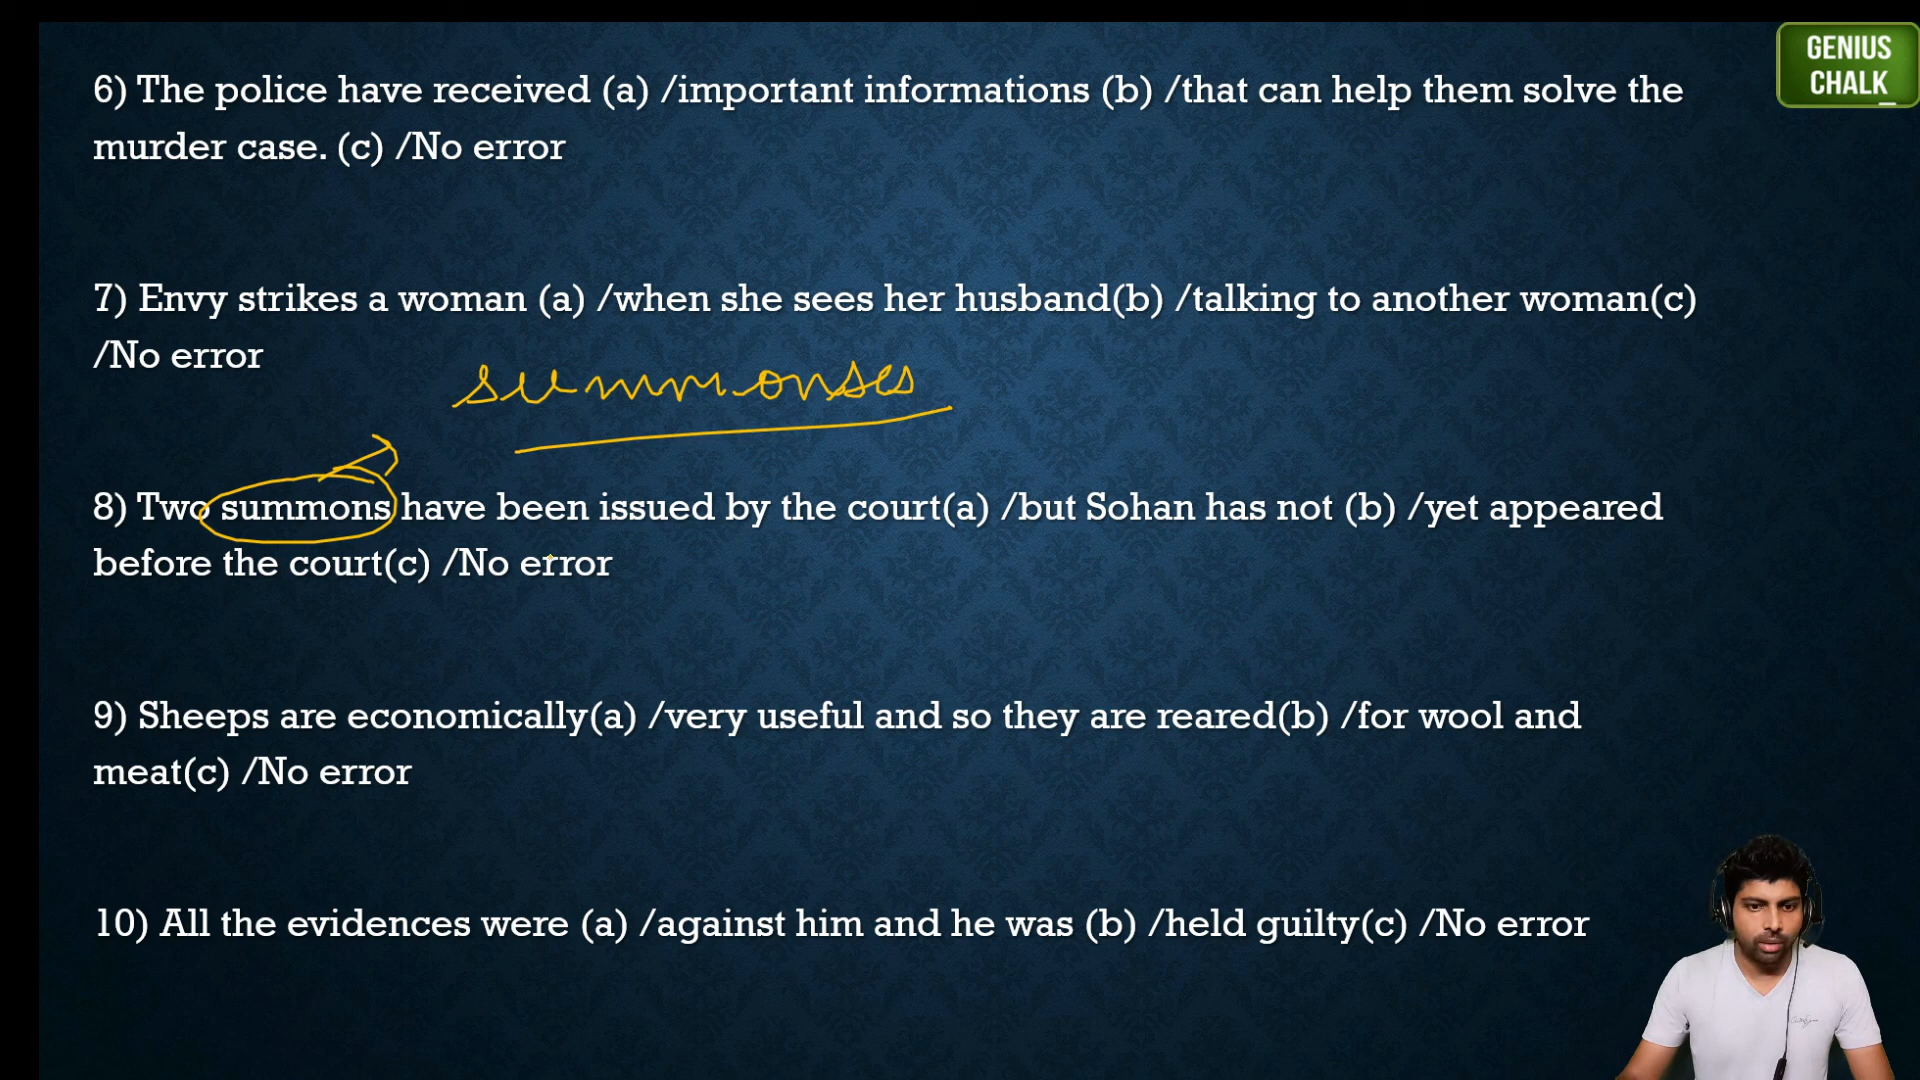 GENIUS
CHALK
6) The police have received (a) /important informations (b) /that can help them solve the
murder case. (c) /No error
7) Envy strikes a woman (a) /when she sees her husband(b) /talking to another woman(c)
/No error
summonses
8) Two summons have been issued by the court(a) /but Sohan has not (b) /yet appeared
before the court(c) /No error
9) Sheeps are economically(a) /very useful and so they are reared(b) /for wool and
meat(c) /No error
10) All the evidences were (a) /against him and he was (b) /held guilty(c) /No error